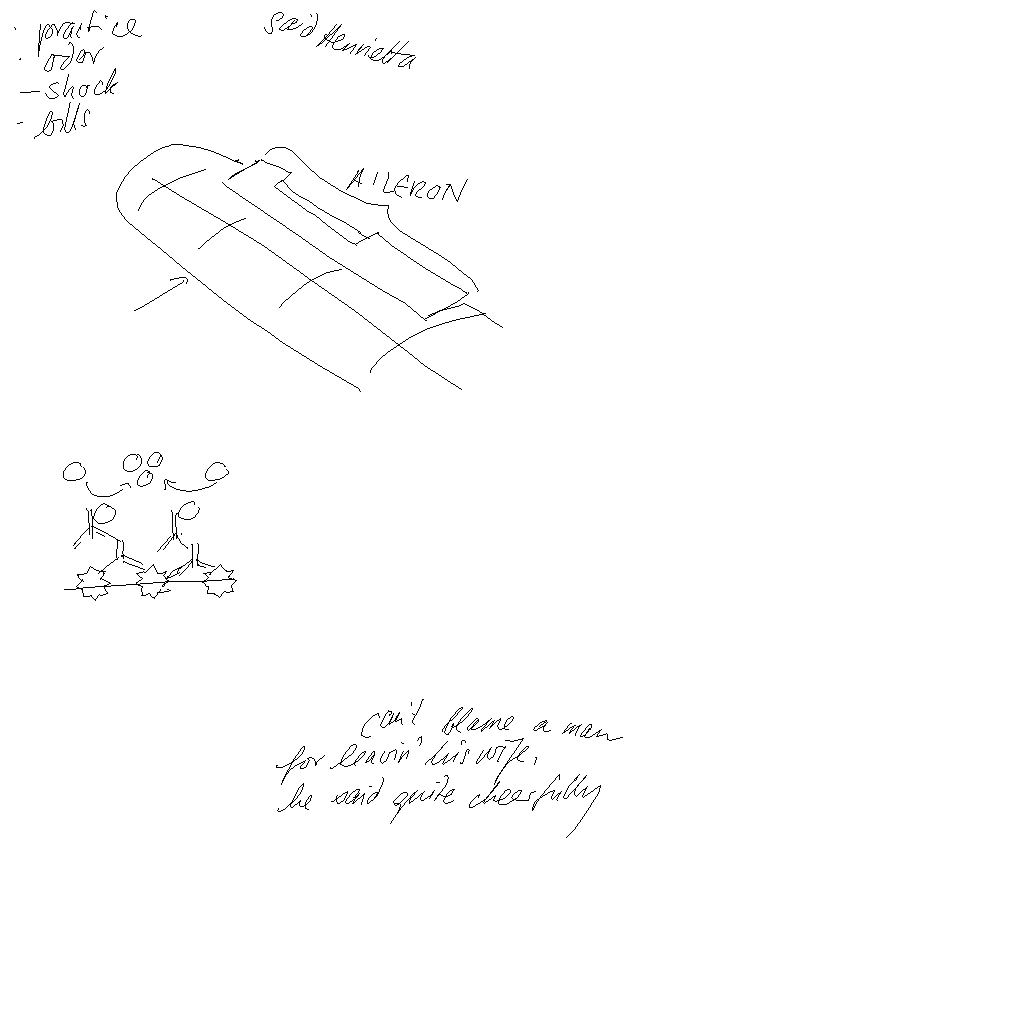 · practice
· odor
- shock
- bills
said Henrietta
AILERON
can't blame a man
for leavin' his wife,
he said quite cheerfully